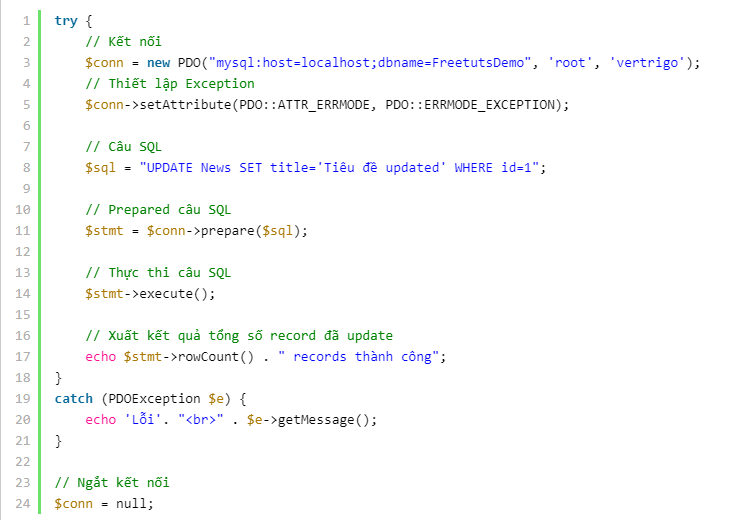 1 try {
2 // Kết nối
3 $conn = new PDO("mysql:host=localhost;dbname=FreetutsDemo", 'root', 'vertrigo');
4 // Thiết lập Exception
5 $conn->setAttribute(PDO::ATTR_ERRMODE, PDO::ERRMODE_EXCEPTION);
6
7 // Câu SQL
8 $sql = "UPDATE News SET title='Tiêu đề updated' WHERE id=1";
9
10 // Prepared câu SQL
11 $stmt = $conn->prepare($sql);
12
13 // Thực thi câu SQL
14 $stmt->execute();
15
16 // Xuất kết quả tổng số record đã update
17 echo $stmt->rowCount() . " records thành công";
18 }
19 catch (PDOException $e) {
20 echo 'Lỗi'. "<br>" . $e->getMessage();
21 }
22
23 // Ngắt kết nối
24 $conn = null;